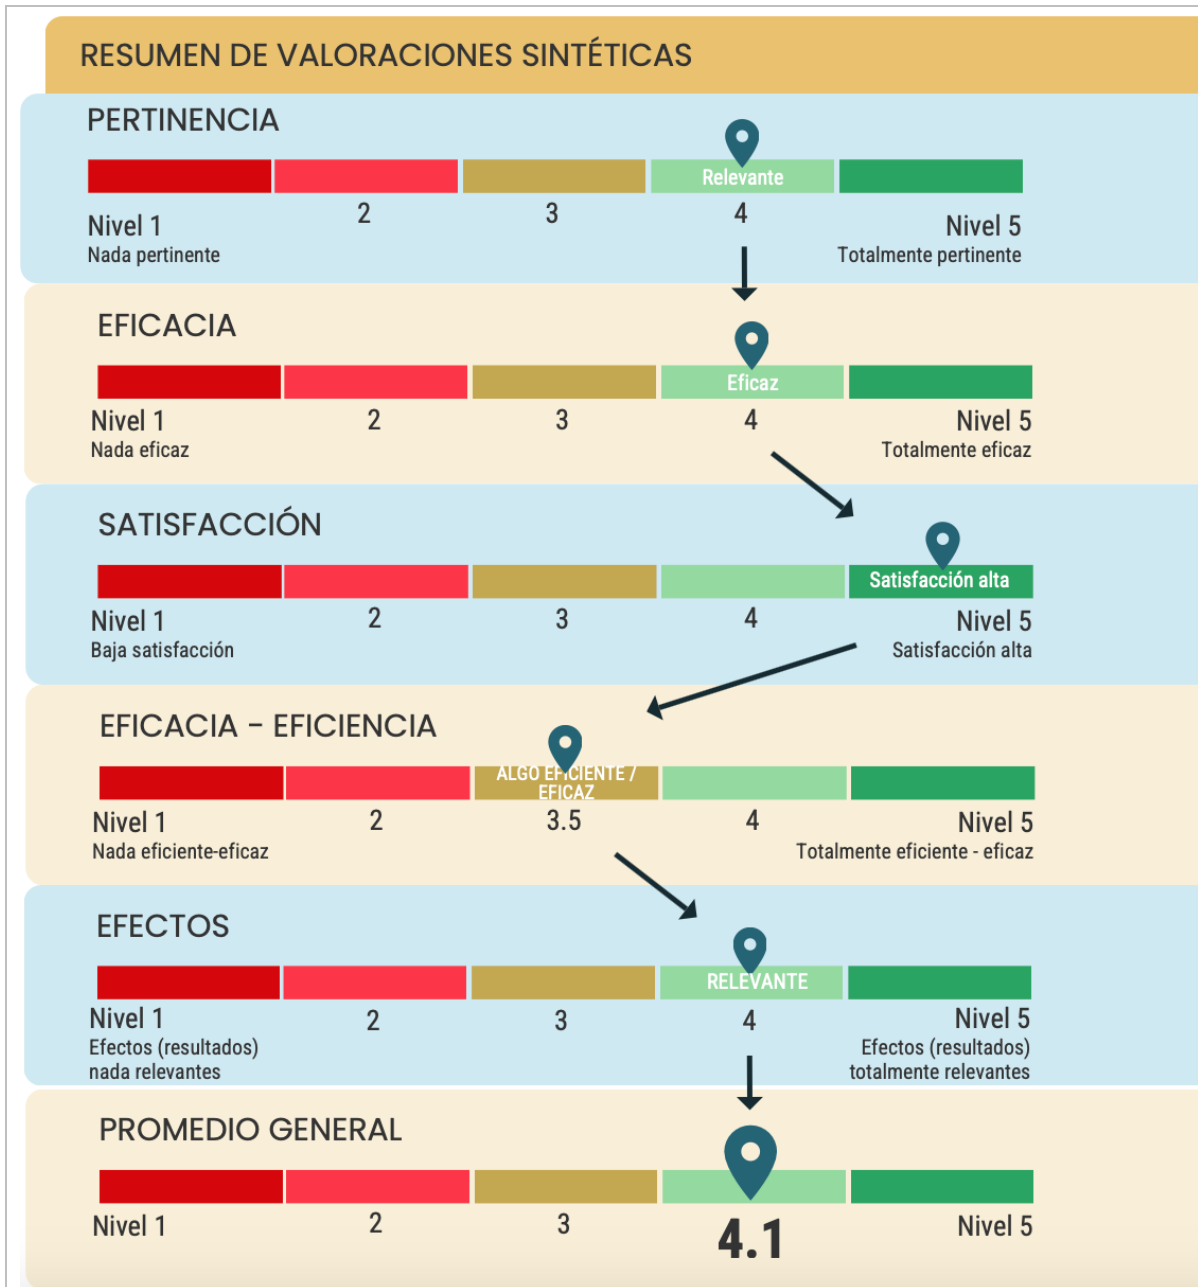 RESUMEN DE VALORACIONES SINTÉTICAS
PERTINENCIA
Relevante
Nivel 1
2
3
4
Nivel 5
Nada pertinente
Totalmente pertinente
EFICACIA
Eficaz
Nivel 1
2
3
4
Nivel 5
Nada eficaz
Totalmente eficaz
SATISFACCIÓN
Satisfacción alta
Nivel 1
2
3
4
Nivel 5
Baja satisfacción
Satisfacción alta
EFICACIA - EFICIENCIA
ALGO EFICIENTE /
EFICAZ
Nivel 1
2
3.5
4
Nivel 5
Nada eficiente-eficaz
Totalmente eficiente - eficaz
EFECTOS
RELEVANTE
Nivel 1
2
3
4
Nivel 5
Efectos (resultados)
nada relevantes
Efectos (resultados)
totalmente relevantes
PROMEDIO GENERAL
Nivel 1
2
3
4.1
Nivel 5